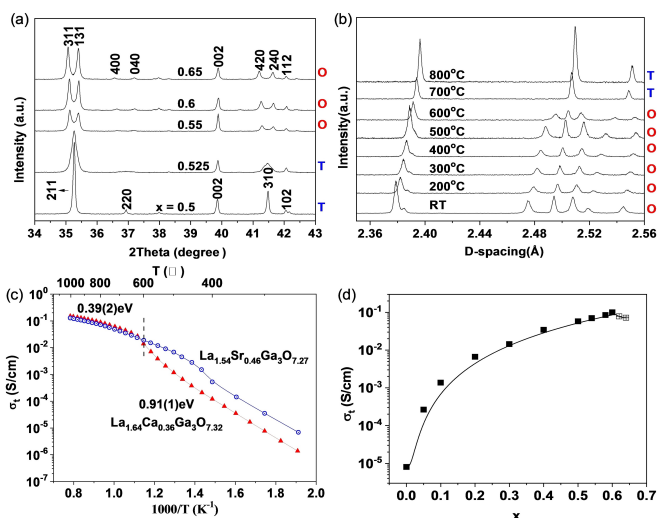 (a)
311
131
400
040
002
420
240
112
0.65
O
0.6
O
0.55
O
0.525
T
211
220
x = 0.5
002
310
102
T
Intensity (a.u.)
34 35 36 37 38 39 40 41 42 43
2Theta (degree)
(b)
800°C
T
700°C
T
600°C
O
500°C
O
400°C
O
300°C
O
200°C
O
RT
O
Intensity(a.u.)
2.36 2.40 2.44 2.48 2.52 2.56
D-spacing(Å)
T (□)
1000 800 600 400
(c)
0.39(2)eV
La1.54Sr0.46Ga3O7.27
0.91(1)eV
La1.64Ca0.36Ga3O7.32
σt (S/cm)
10^0
10^-1
10^-2
10^-3
10^-4
10^-5
10^-6
10^-7
0.8 1.0 1.2 1.4 1.6 1.8 2.0
1000/T (K^-1)
(d)
σt (S/cm)
10^-1
10^-2
10^-3
10^-4
10^-5
0.0 0.1 0.2 0.3 0.4 0.5 0.6 0.7
x